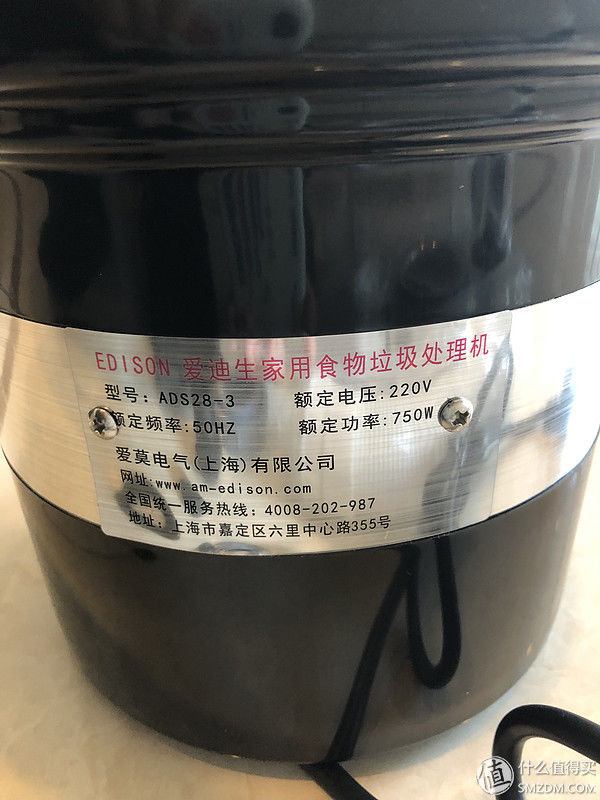 EDISON 爱迪生家用食物垃圾处理机
型号：ADS28-3 额定电压：220V
额定频率：50HZ 额定功率：750W
爱莫电气(上海)有限公司
网址：www.am-edison.com
全国统一服务热线：4008-202-987
地址：上海市嘉定区六里中心路355号
值 什么值得买
SMZDM.COM